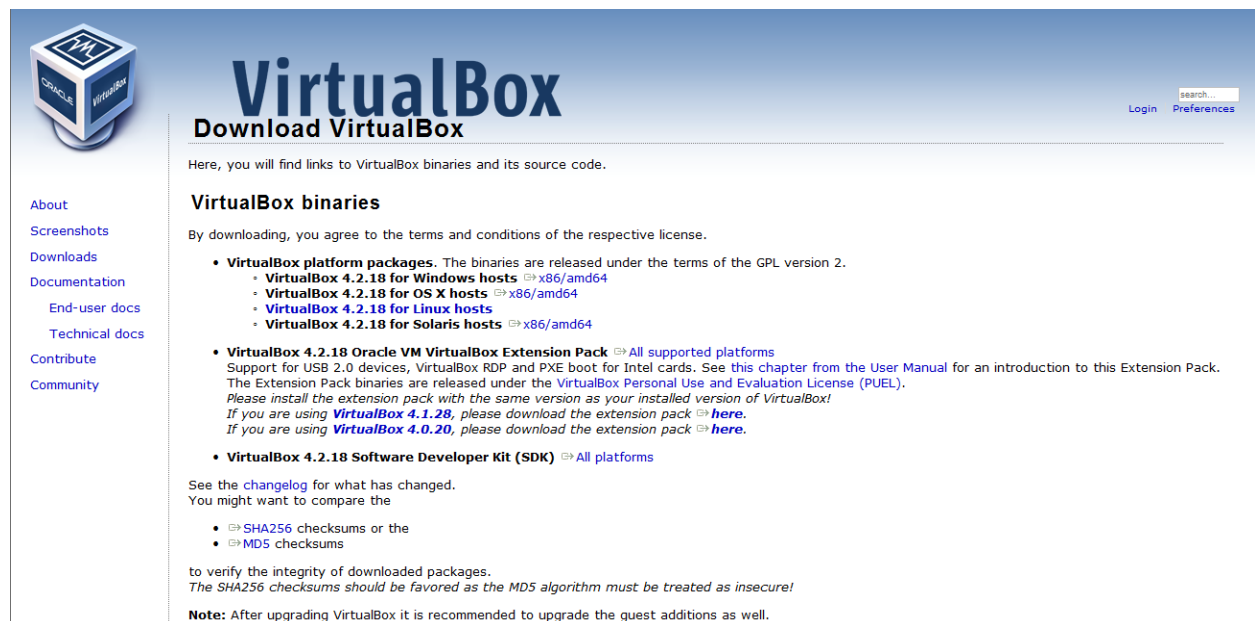 ORACLE
VirtualBox
VirtualBox
search...
Login Preferences
Download VirtualBox
Here, you will find links to VirtualBox binaries and its source code.
About
Screenshots
Downloads
Documentation
End-user docs
Technical docs
Contribute
Community
VirtualBox binaries
By downloading, you agree to the terms and conditions of the respective license.
• VirtualBox platform packages. The binaries are released under the terms of the GPL version 2.
◦ VirtualBox 4.2.18 for Windows hosts x86/amd64
◦ VirtualBox 4.2.18 for OS X hosts x86/amd64
◦ VirtualBox 4.2.18 for Linux hosts
◦ VirtualBox 4.2.18 for Solaris hosts x86/amd64
• VirtualBox 4.2.18 Oracle VM VirtualBox Extension Pack All supported platforms
Support for USB 2.0 devices, VirtualBox RDP and PXE boot for Intel cards. See this chapter from the User Manual for an introduction to this Extension Pack.
The Extension Pack binaries are released under the VirtualBox Personal Use and Evaluation License (PUEL).
Please install the extension pack with the same version as your installed version of VirtualBox!
If you are using VirtualBox 4.1.28, please download the extension pack here.
If you are using VirtualBox 4.0.20, please download the extension pack here.
• VirtualBox 4.2.18 Software Developer Kit (SDK) All platforms
See the changelog for what has changed.
You might want to compare the
• SHA256 checksums or the
• MD5 checksums
to verify the integrity of downloaded packages.
The SHA256 checksums should be favored as the MD5 algorithm must be treated as insecure!
Note: After upgrading VirtualBox it is recommended to upgrade the guest additions as well.